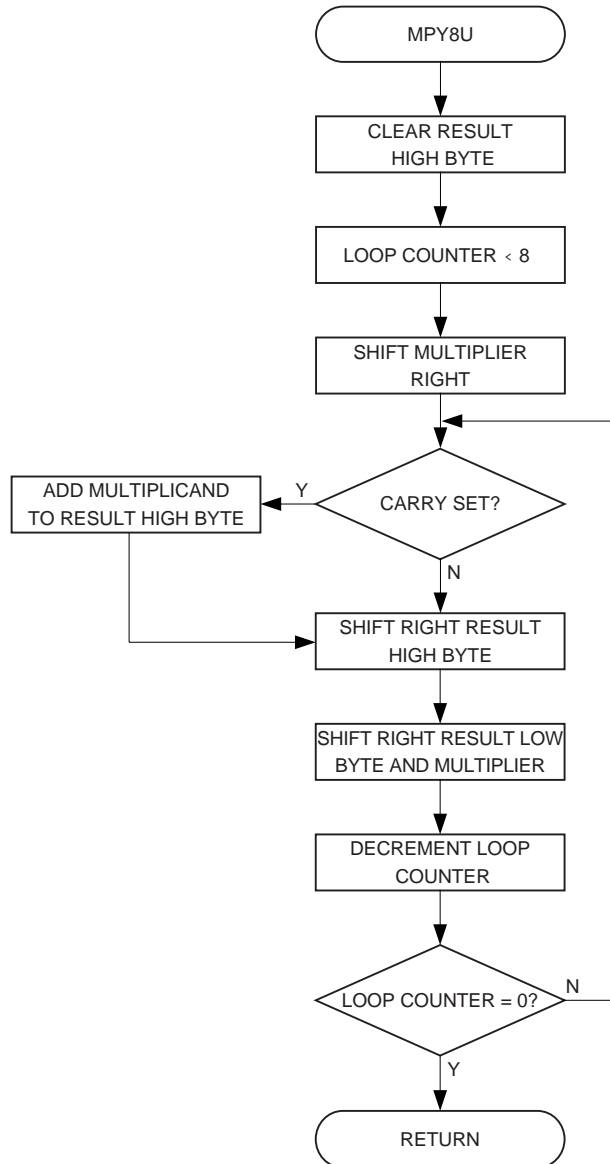 MPY8U
CLEAR RESULT
HIGH BYTE
LOOP COUNTER < 8
SHIFT MULTIPLIER
RIGHT
CARRY SET?
Y
ADD MULTIPLICAND
TO RESULT HIGH BYTE
N
SHIFT RIGHT RESULT
HIGH BYTE
SHIFT RIGHT RESULT LOW
BYTE AND MULTIPLIER
DECREMENT LOOP
COUNTER
LOOP COUNTER = 0?
N
Y
RETURN